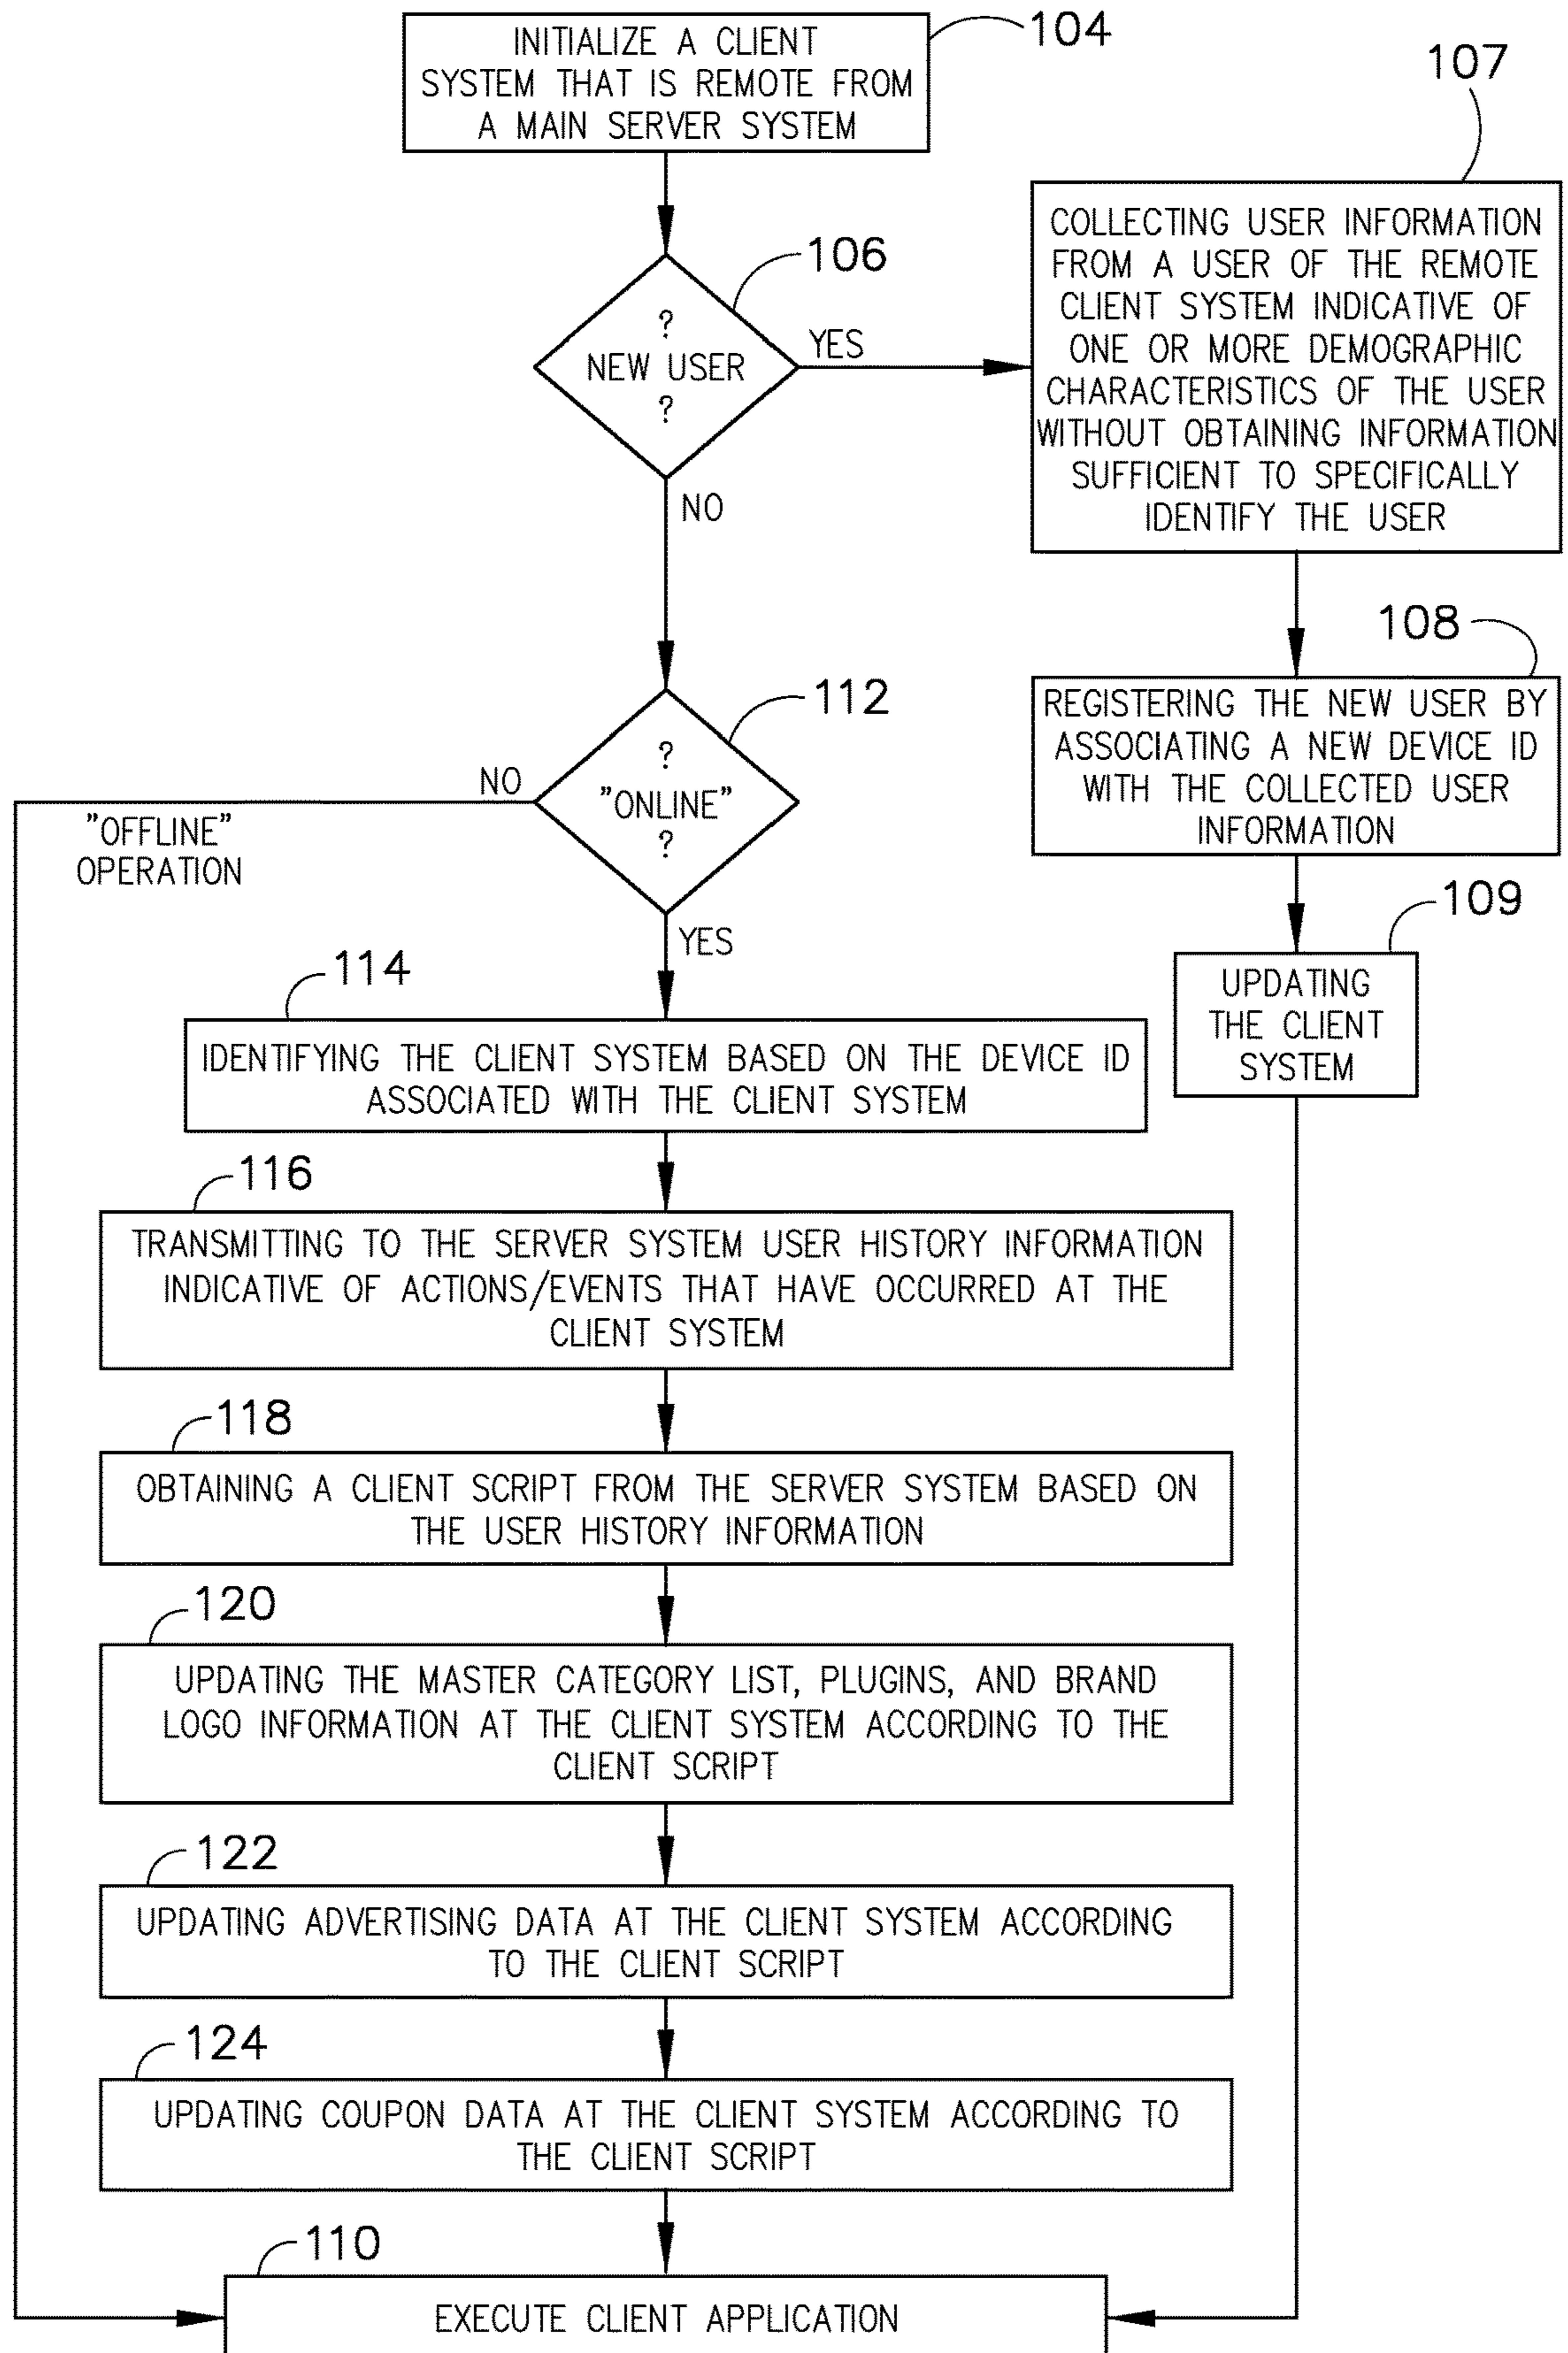 INITIALIZE A CLIENT
SYSTEM THAT IS REMOTE FROM
A MAIN SERVER SYSTEM
104
107
COLLECTING USER INFORMATION
FROM A USER OF THE REMOTE
CLIENT SYSTEM INDICATIVE OF
ONE OR MORE DEMOGRAPHIC
CHARACTERISTICS OF THE USER
WITHOUT OBTAINING INFORMATION
SUFFICIENT TO SPECIFICALLY
IDENTIFY THE USER
106
?
NEW USER
?
YES
NO
108
REGISTERING THE NEW USER BY
ASSOCIATING A NEW DEVICE ID
WITH THE COLLECTED USER
INFORMATION
112
?
"ONLINE"
?
NO
"OFFLINE"
OPERATION
YES
109
UPDATING
THE CLIENT
SYSTEM
114
IDENTIFYING THE CLIENT SYSTEM BASED ON THE DEVICE ID
ASSOCIATED WITH THE CLIENT SYSTEM
116
TRANSMITTING TO THE SERVER SYSTEM USER HISTORY INFORMATION
INDICATIVE OF ACTIONS/EVENTS THAT HAVE OCCURRED AT THE
CLIENT SYSTEM
118
OBTAINING A CLIENT SCRIPT FROM THE SERVER SYSTEM BASED ON
THE USER HISTORY INFORMATION
120
UPDATING THE MASTER CATEGORY LIST, PLUGINS, AND BRAND
LOGO INFORMATION AT THE CLIENT SYSTEM ACCORDING TO THE
CLIENT SCRIPT
122
UPDATING ADVERTISING DATA AT THE CLIENT SYSTEM ACCORDING
TO THE CLIENT SCRIPT
124
UPDATING COUPON DATA AT THE CLIENT SYSTEM ACCORDING TO
THE CLIENT SCRIPT
110
EXECUTE CLIENT APPLICATION